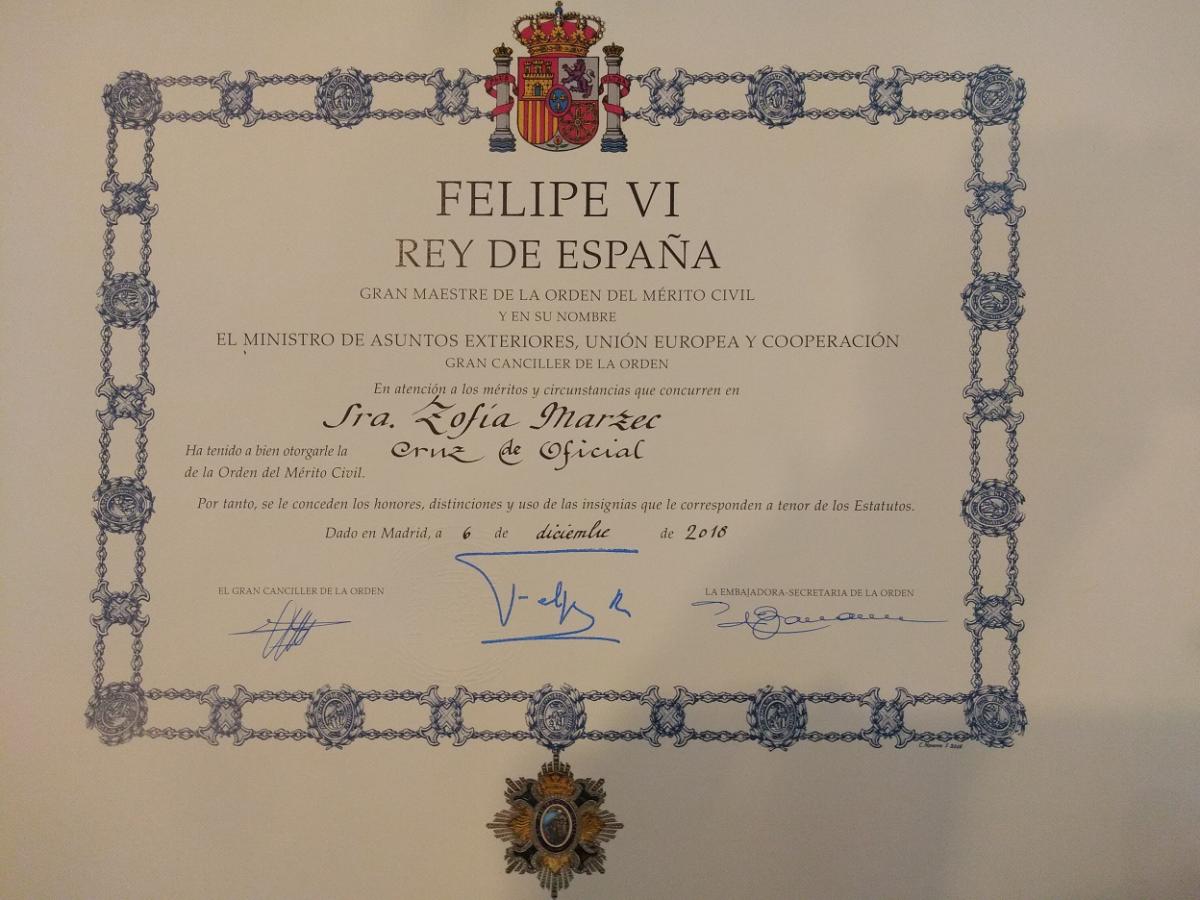 FELIPE VI
REY DE ESPAÑA
GRAN MAESTRE DE LA ORDEN DEL MÉRITO CIVIL
Y EN SU NOMBRE
EL MINISTRO DE ASUNTOS EXTERIORES, UNIÓN EUROPEA Y COOPERACIÓN
GRAN CANCILLER DE LA ORDEN
En atención a los méritos y circunstancias que concurren en
Sra. Zofía Marzec
Ha tenido a bien otorgarle la Cruz de Oficial
de la Orden del Mérito Civil.
Por tanto, se le conceden los honores, distinciones y uso de las insignias que le corresponden a tenor de los Estatutos.
Dado en Madrid, a 6 de diciembre de 2018
EL GRAN CANCILLER DE LA ORDEN
LA EMBAJADORA-SECRETARIA DE LA ORDEN